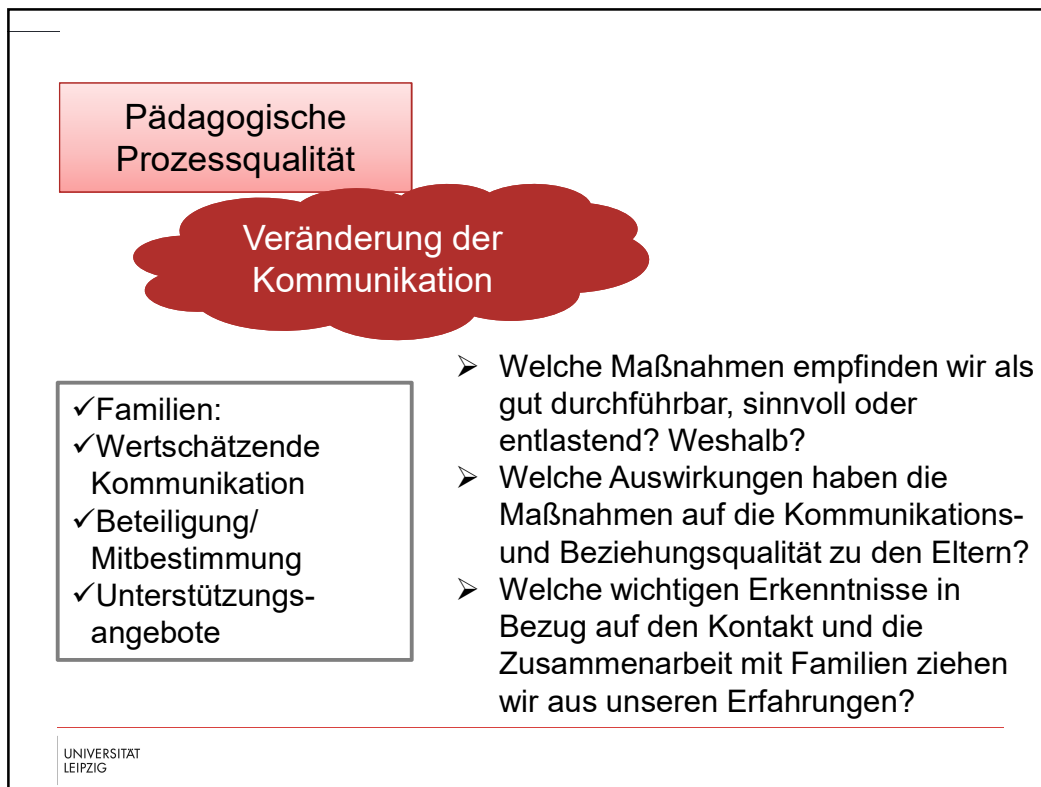 Pädagogische
Prozessqualität
Veränderung der
Kommunikation
✓Familien:
✓Wertschätzende
Kommunikation
✓Beteiligung/
Mitbestimmung
✓Unterstützungs-
angebote
➢ Welche Maßnahmen empfinden wir als
gut durchführbar, sinnvoll oder
entlastend? Weshalb?
➢ Welche Auswirkungen haben die
Maßnahmen auf die Kommunikations-
und Beziehungsqualität zu den Eltern?
➢ Welche wichtigen Erkenntnisse in
Bezug auf den Kontakt und die
Zusammenarbeit mit Familien ziehen
wir aus unseren Erfahrungen?
UNIVERSITÄT
LEIPZIG